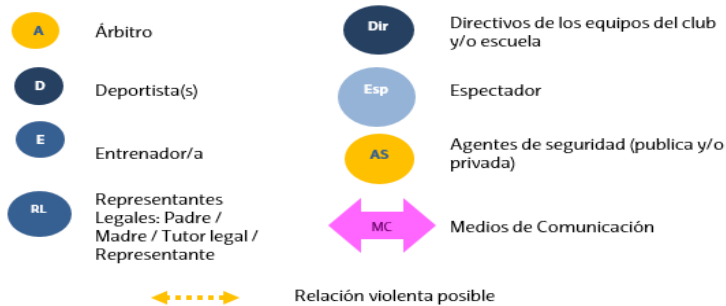 A
Árbitro
D
Deportista(s)
E
Entrenador/a
RL
Representantes
Legales: Padre /
Madre / Tutor legal /
Representante
Dir
Directivos de los equipos del club
y/o escuela
Esp
Espectador
AS
Agentes de seguridad (publica y/o
privada)
MC
Medios de Comunicación
Relación violenta posible